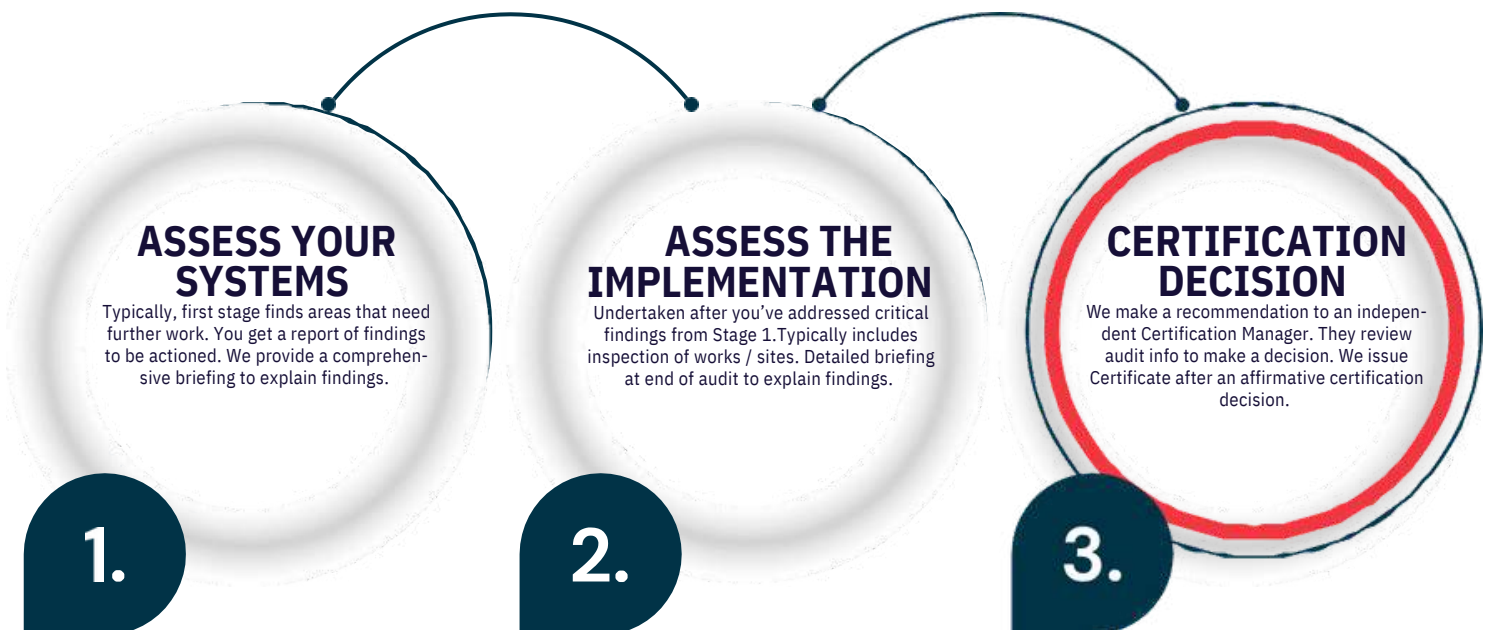 ASSESS YOUR
SYSTEMS
Typically, first stage finds areas that need
further work. You get a report of findings
to be actioned. We provide a comprehen-
sive briefing to explain findings.
1.
ASSESS THE
IMPLEMENTATION
Undertaken after you’ve addressed critical
findings from Stage 1.Typically includes
inspection of works / sites. Detailed briefing
at end of audit to explain findings.
2.
CERTIFICATION
DECISION
We make a recommendation to an indepen-
dent Certification Manager. They review
audit info to make a decision. We issue
Certificate after an affirmative certification
decision.
3.